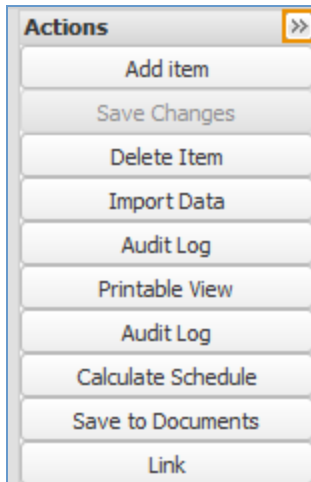 Actions »
Add item
Save Changes
Delete Item
Import Data
Audit Log
Printable View
Audit Log
Calculate Schedule
Save to Documents
Link